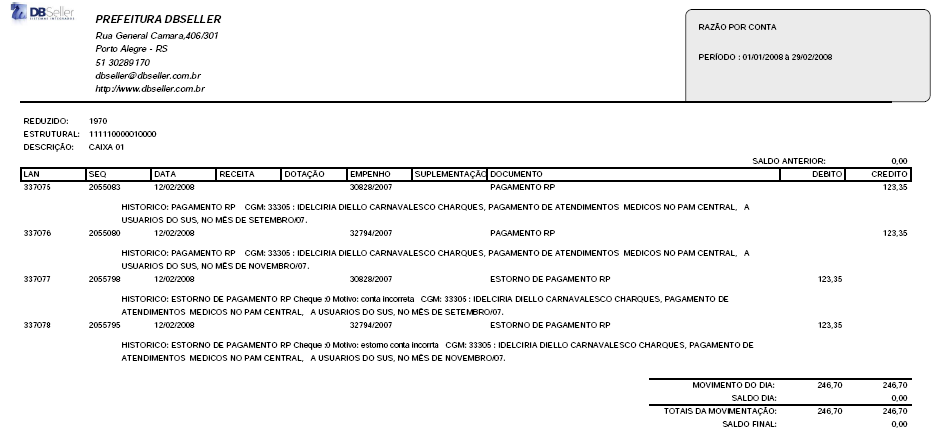 DBSeller
SISTEMAS INTEGRADOS
PREFEITURA DBSELLER
Rua General Camara,406/301
Porto Alegre - RS
51 30289170
dbseller@dbseller.com.br
http://www.dbseller.com.br
RAZÃO POR CONTA
PERÍODO : 01/01/2008 à 29/02/2008
REDUZIDO: 1970
ESTRUTURAL: 111110000010000
DESCRIÇÃO: CAIXA 01
SALDO ANTERIOR: 0,00
LAN SEQ DATA RECEITA DOTAÇÃO EMPENHO SUPLEMENTAÇÃO DOCUMENTO DEBITO CREDITO
337075 2055083 12/02/2008 30828/2007 PAGAMENTO RP 123,35
HISTORICO: PAGAMENTO RP CGM: 33305 : IDELCIRIA DIELLO CARNAVALESCO CHARQUES, PAGAMENTO DE ATENDIMENTOS MEDICOS NO PAM CENTRAL, A
USUARIOS DO SUS, NO MÊS DE SETEMBRO/07.
337076 2055080 12/02/2008 32794/2007 PAGAMENTO RP 123,35
HISTORICO: PAGAMENTO RP CGM: 33305 : IDELCIRIA DIELLO CARNAVALESCO CHARQUES, PAGAMENTO DE ATENDIMENTOS MEDICOS NO PAM CENTRAL, A
USUARIOS DO SUS, NO MÊS DE NOVEMBRO/07.
337077 2055798 12/02/2008 30828/2007 ESTORNO DE PAGAMENTO RP 123,35
HISTORICO: ESTORNO DE PAGAMENTO RP Cheque :0 Motivo: conta incorreta CGM: 33305 : IDELCIRIA DIELLO CARNAVALESCO CHARQUES, PAGAMENTO DE
ATENDIMENTOS MEDICOS NO PAM CENTRAL, A USUARIOS DO SUS, NO MÊS DE SETEMBRO/07.
337078 2055795 12/02/2008 32794/2007 ESTORNO DE PAGAMENTO RP 123,35
HISTORICO: ESTORNO DE PAGAMENTO RP Cheque :0 Motivo: estorno conta incorrta CGM: 33305 : IDELCIRIA DIELLO CARNAVALESCO CHARQUES, PAGAMENTO DE
ATENDIMENTOS MEDICOS NO PAM CENTRAL, A USUARIOS DO SUS, NO MÊS DE NOVEMBRO/07.
MOVIMENTO DO DIA: 246,70 246,70
SALDO DIA: 0,00
TOTAIS DA MOVIMENTAÇÃO: 246,70 246,70
SALDO FINAL: 0,00